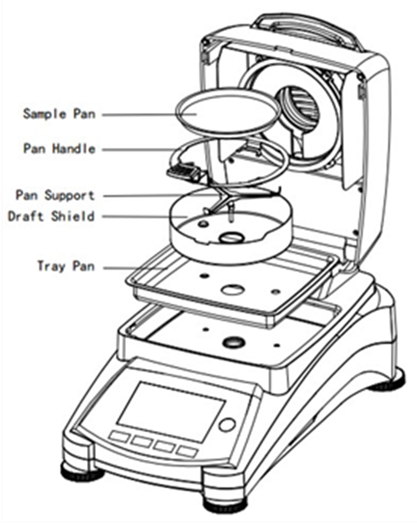 Sample Pan
Pan Handle
Pan Support
Draft Shield
Tray Pan